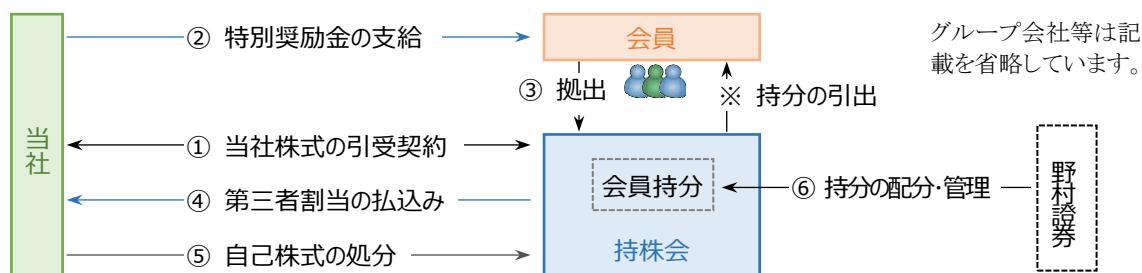 ② 特別奨励金の支給
会員
グループ会社等は記
載を省略しています。
③ 拠出
※ 持分の引出
当社
① 当社株式の引受契約
会員持分
⑥ 持分の配分・管理
野村證券
④ 第三者割当の払込み
⑤ 自己株式の処分
持株会